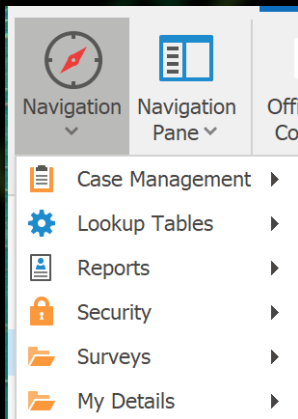 Navigation
Navigation
Pane
Case Management
Lookup Tables
Reports
Security
Surveys
My Details